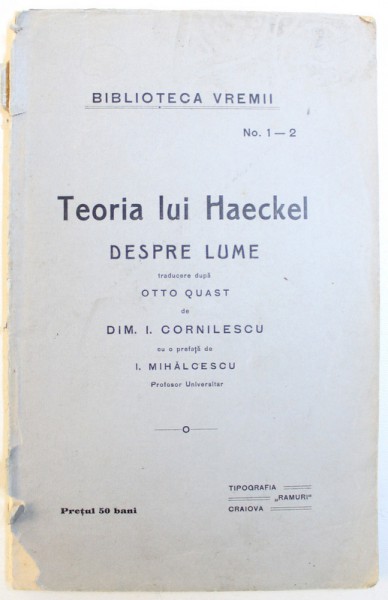 BIBLIOTECA VREMII
No. 1 — 2
Teoria lui Haeckel
DESPRE LUME
traducere după
OTTO QUAST
de
DIM. I. CORNILESCU
cu o prefaţă de
I. MIHĂLCESCU
Profesor Universitar
Preţul 50 bani
TIPOGRAFIA
„RAMURI“
CRAIOVA